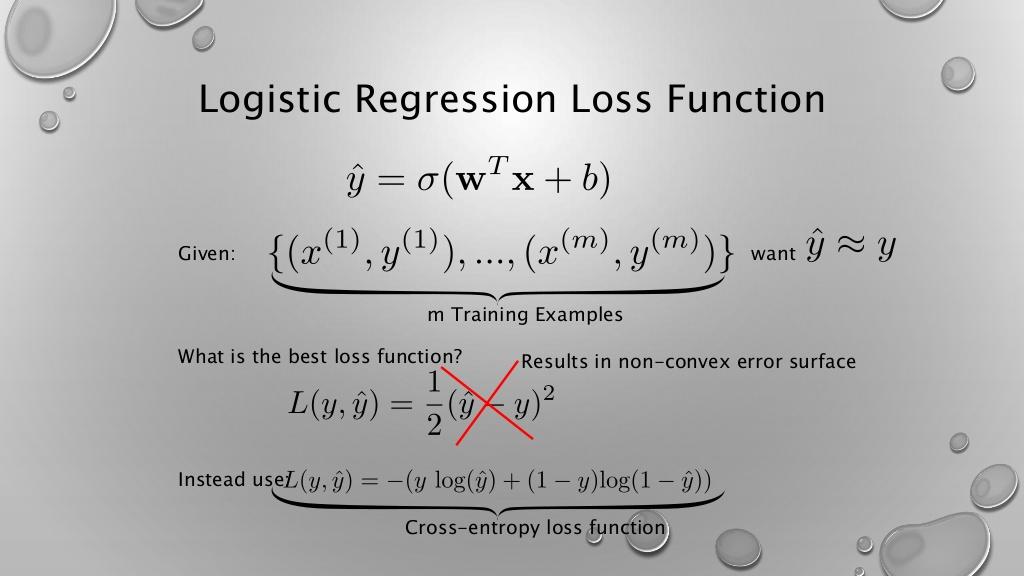 Logistic Regression Loss Function
ŷ = σ(𝐰ᵀ𝐱 + b)
Given: {(x⁽¹⁾, y⁽¹⁾), ..., (x⁽ᵐ⁾, y⁽ᵐ⁾)} want ŷ ≈ y
m Training Examples
What is the best loss function? Results in non-convex error surface
L(y, ŷ) = 1/2 (ŷ − y)²
Instead use L(y, ŷ) = −(y log(ŷ) + (1 − y)log(1 − ŷ))
Cross-entropy loss function